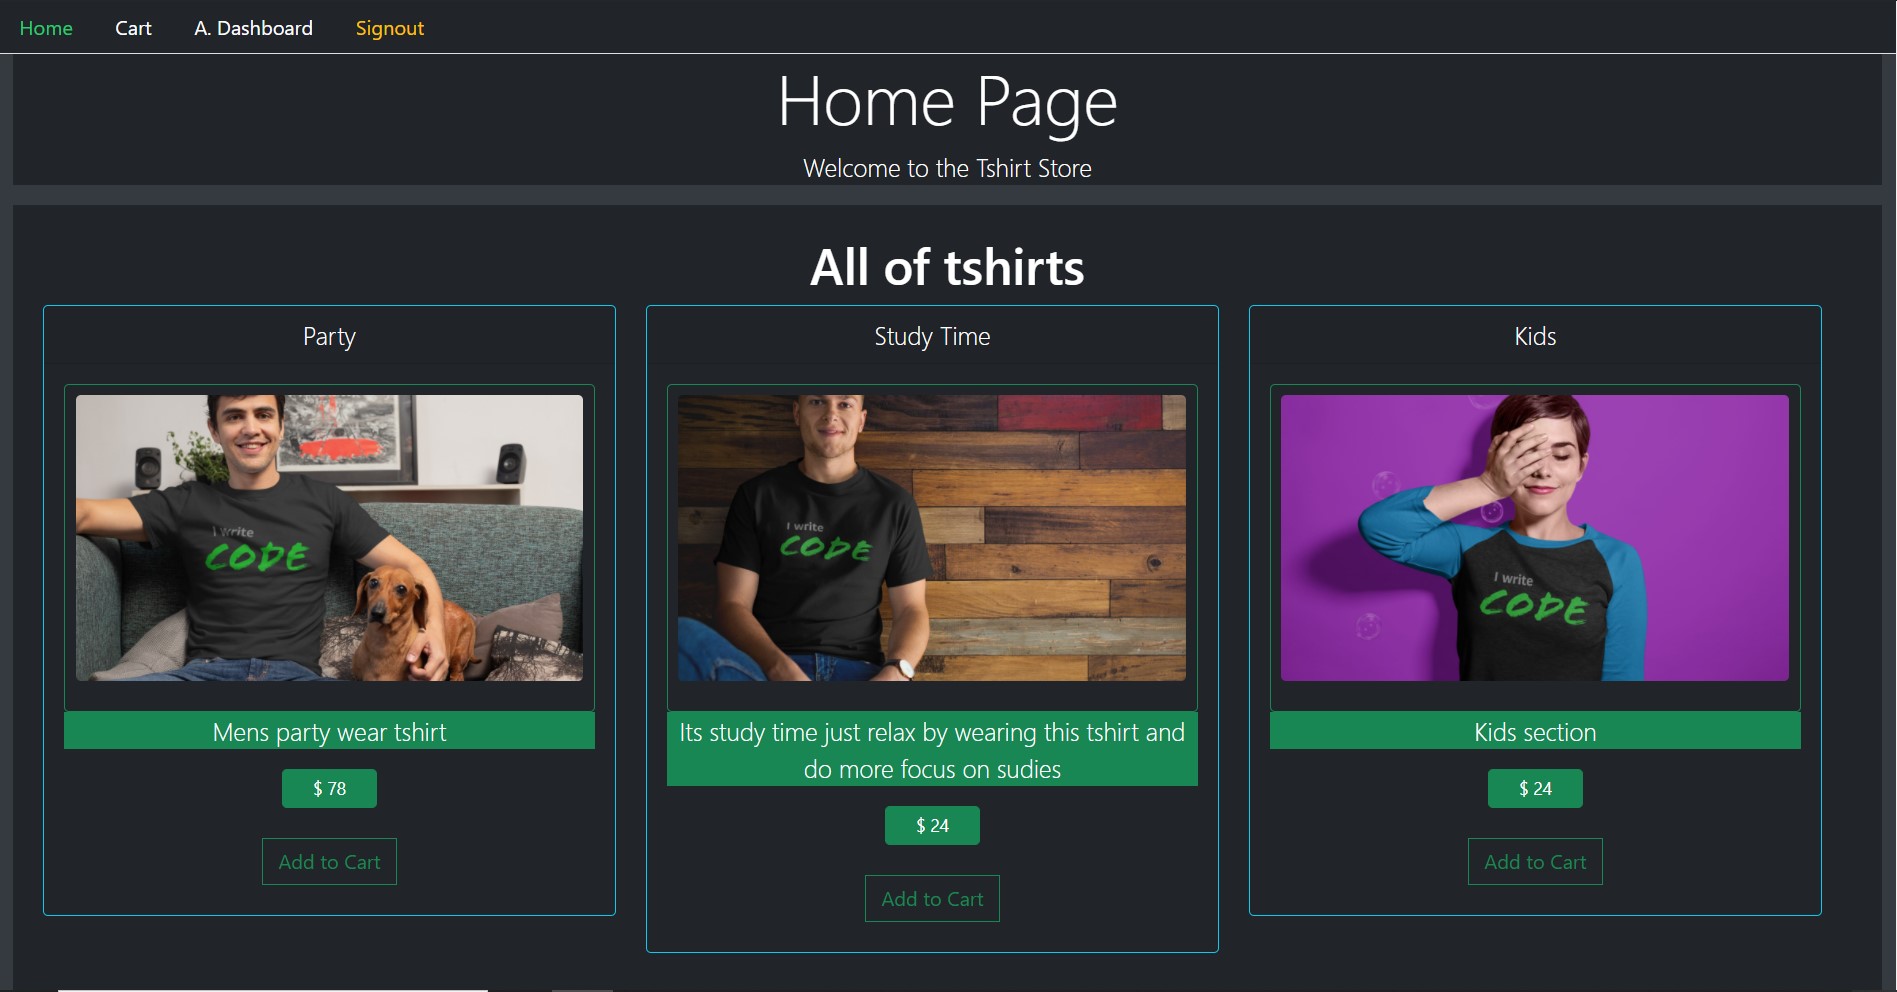 Home Cart A. Dashboard Signout
Home Page
Welcome to the Tshirt Store
All of tshirts
Party
I write
CODE
Mens party wear tshirt
$ 78
Add to Cart
Study Time
I write
CODE
Its study time just relax by wearing this tshirt and
do more focus on sudies
$ 24
Add to Cart
Kids
I write
CODE
Kids section
$ 24
Add to Cart